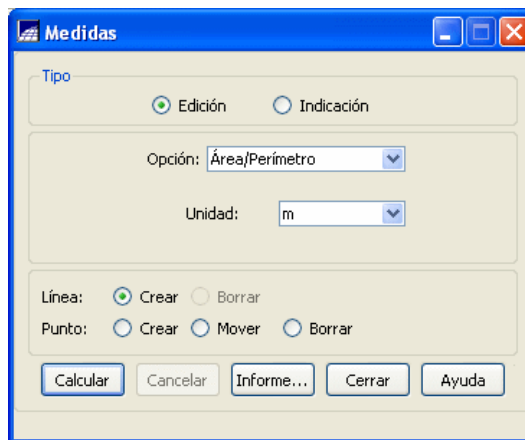 Medidas
Tipo
Edición Indicación
Opción: Área/Perímetro
Unidad: m
Línea: Crear Borrar
Punto: Crear Mover Borrar
Calcular Cancelar Informe... Cerrar Ayuda